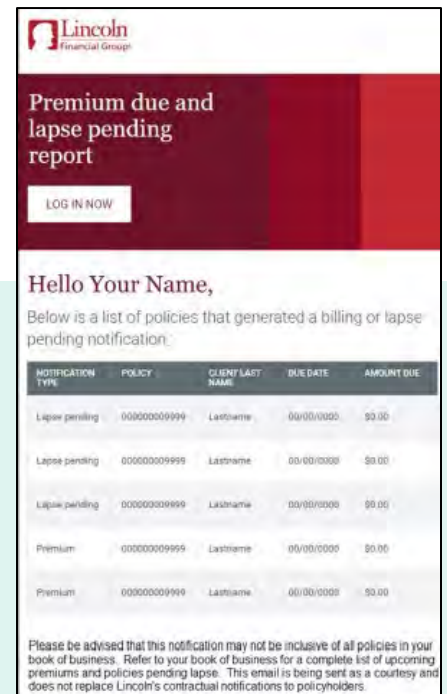 Lincoln
Financial Group®
Premium due and
lapse pending
report
LOG IN NOW
Hello Your Name,
Below is a list of policies that generated a billing or lapse
pending notification.
NOTIFICATION TYPE POLICY CLIENT LAST NAME DUE DATE AMOUNT DUE
Lapse pending 000000009999 Lastname 00/00/0000 $0.00
Lapse pending 000000009999 Lastname 00/00/0000 $0.00
Lapse pending 000000009999 Lastname 00/00/0000 $0.00
Premium 000000009999 Lastname 00/00/0000 $0.00
Premium 000000009999 Lastname 00/00/0000 $0.00
Please be advised that this notification may not be inclusive of all policies in your
book of business. Refer to your book of business for a complete list of upcoming
premiums and policies pending lapse. This email is being sent as a courtesy and
does not replace Lincoln's contractual notifications to policyholders.